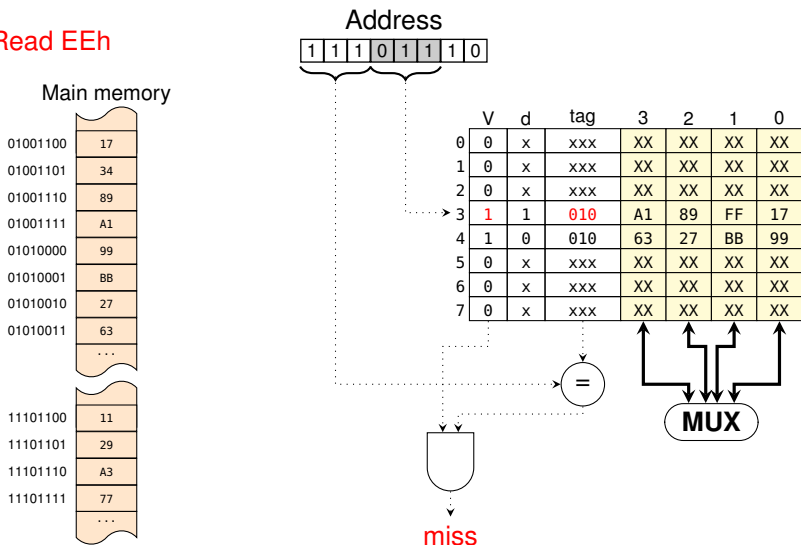 Address
Read EEh
1 1 1 0 1 1 1 0
Main memory
V d tag 3 2 1 0
01001100 17
01001101 34
01001110 89
01001111 A1
01010000 99
01010001 BB
01010010 27
01010011 63
...
11101100 11
11101101 29
11101110 A3
11101111 77
...
0 0 x xxx XX XX XX XX
1 0 x xxx XX XX XX XX
2 0 x xxx XX XX XX XX
3 1 1 010 A1 89 FF 17
4 1 0 010 63 27 BB 99
5 0 x xxx XX XX XX XX
6 0 x xxx XX XX XX XX
7 0 x xxx XX XX XX XX
=
MUX
miss